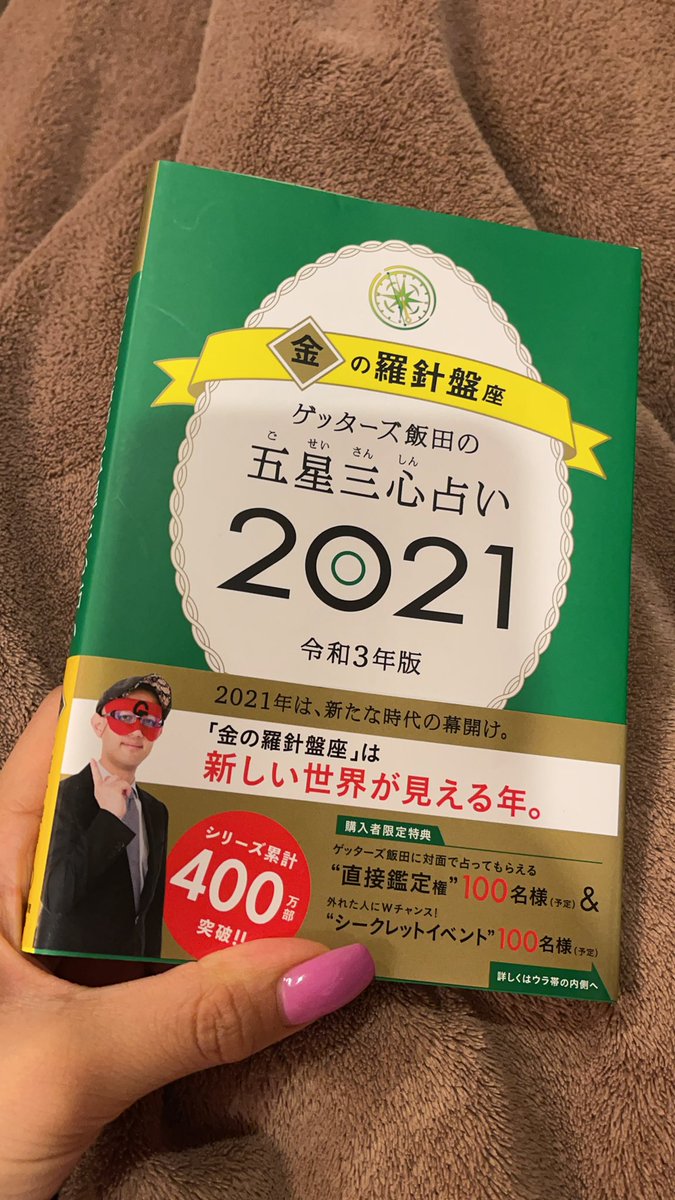 金の羅針盤座
ゲッターズ飯田の
ごせいさんしん
五星三心占い
2021
令和3年版
2021年は、新たな時代の幕開け。
「金の羅針盤座」は
新しい世界が見える年。
G
シリーズ累計
400万部
突破!!
購入者限定特典
ゲッターズ飯田に対面で占ってもらえる
“直接鑑定権”100名様(予定)&
外れた人にWチャンス!
“シークレットイベント”100名様(予定)
詳しくはウラ帯の内側へ